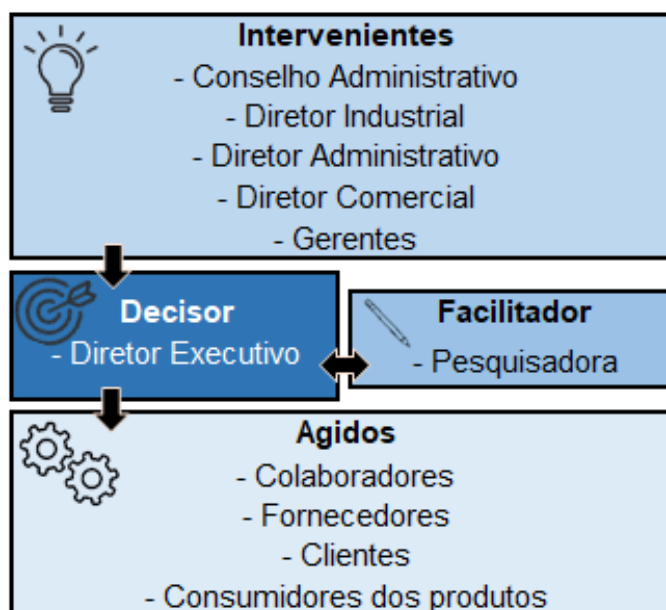 Intervenientes
- Conselho Administrativo
- Diretor Industrial
- Diretor Administrativo
- Diretor Comercial
- Gerentes
Decisor
- Diretor Executivo
Facilitador
- Pesquisadora
Agidos
- Colaboradores
- Fornecedores
- Clientes
- Consumidores dos produtos